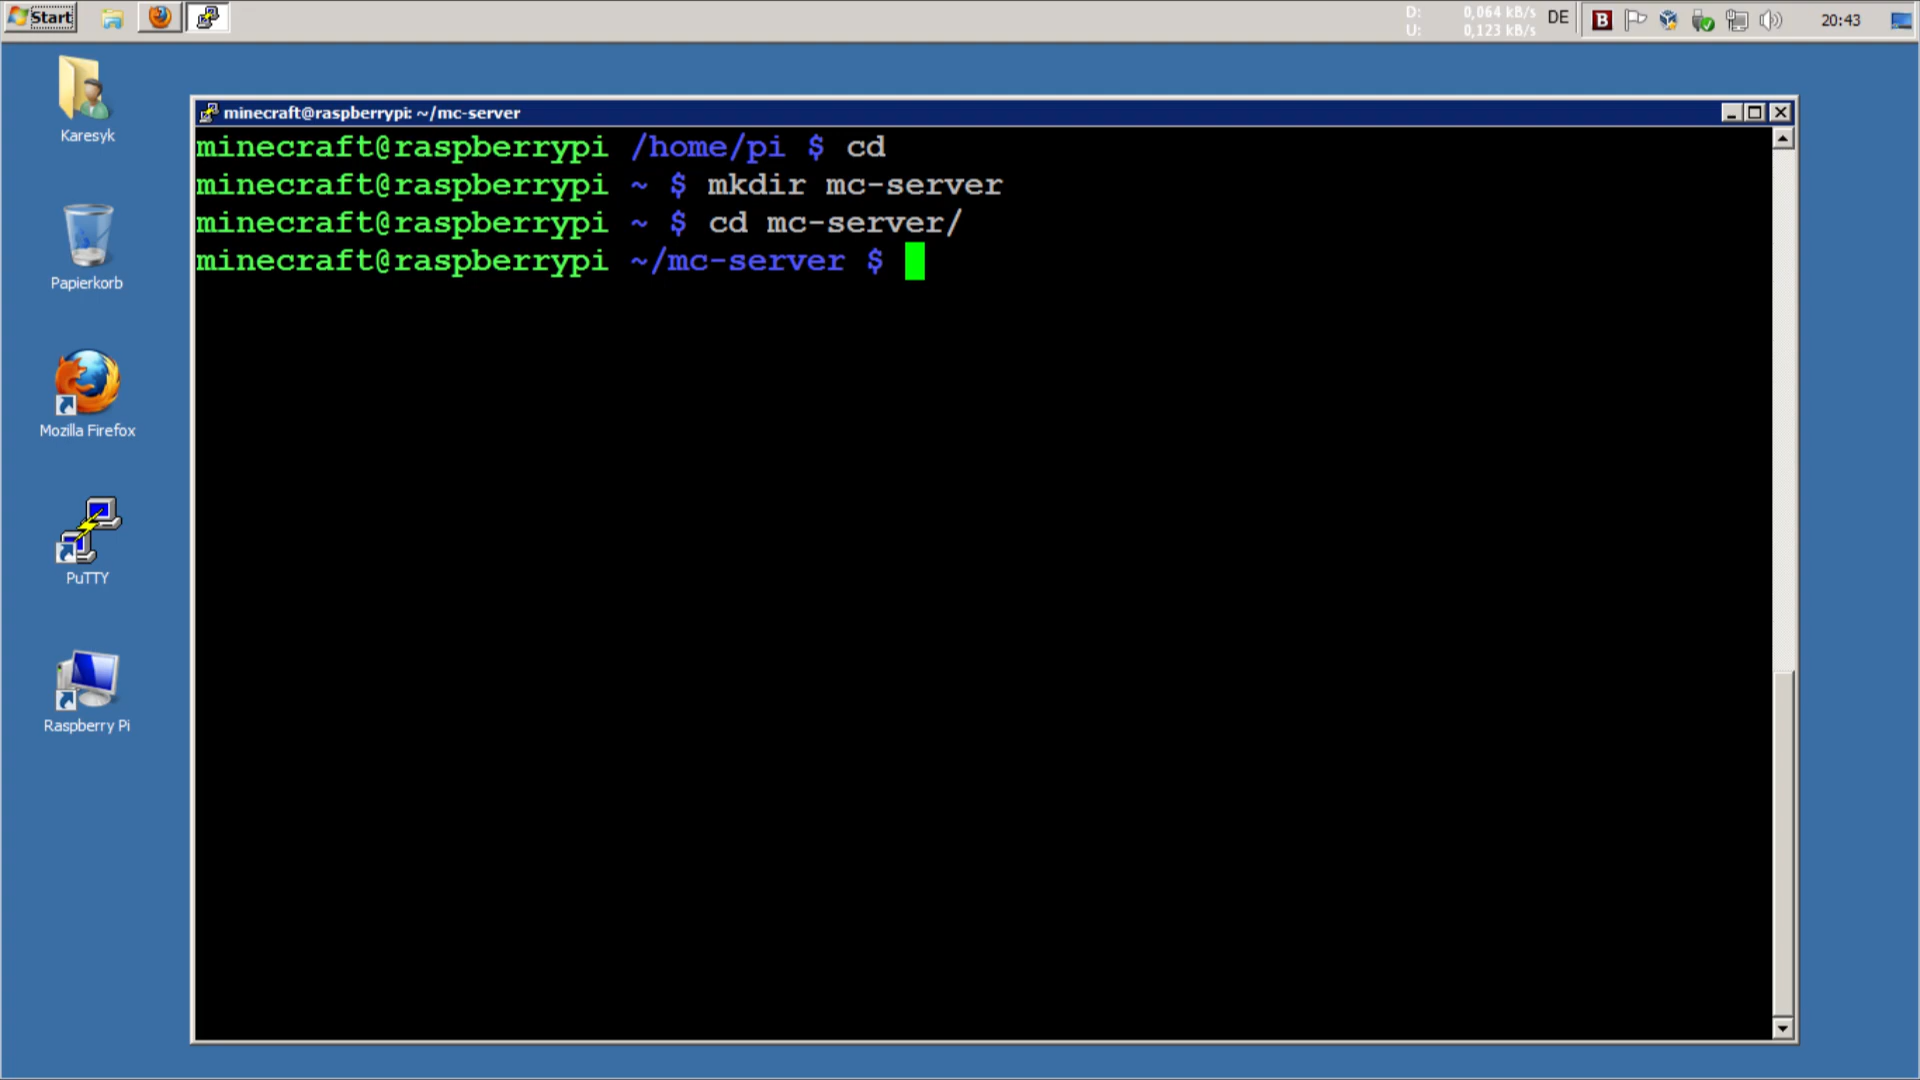 Start
D: 0,064 kB/s
U: 0,123 kB/s
DE
B
20:43
Karesyk
Papierkorb
Mozilla Firefox
PuTTY
Raspberry Pi
minecraft@raspberrypi: ~/mc-server
minecraft@raspberrypi /home/pi $ cd
minecraft@raspberrypi ~ $ mkdir mc-server
minecraft@raspberrypi ~ $ cd mc-server/
minecraft@raspberrypi ~/mc-server $